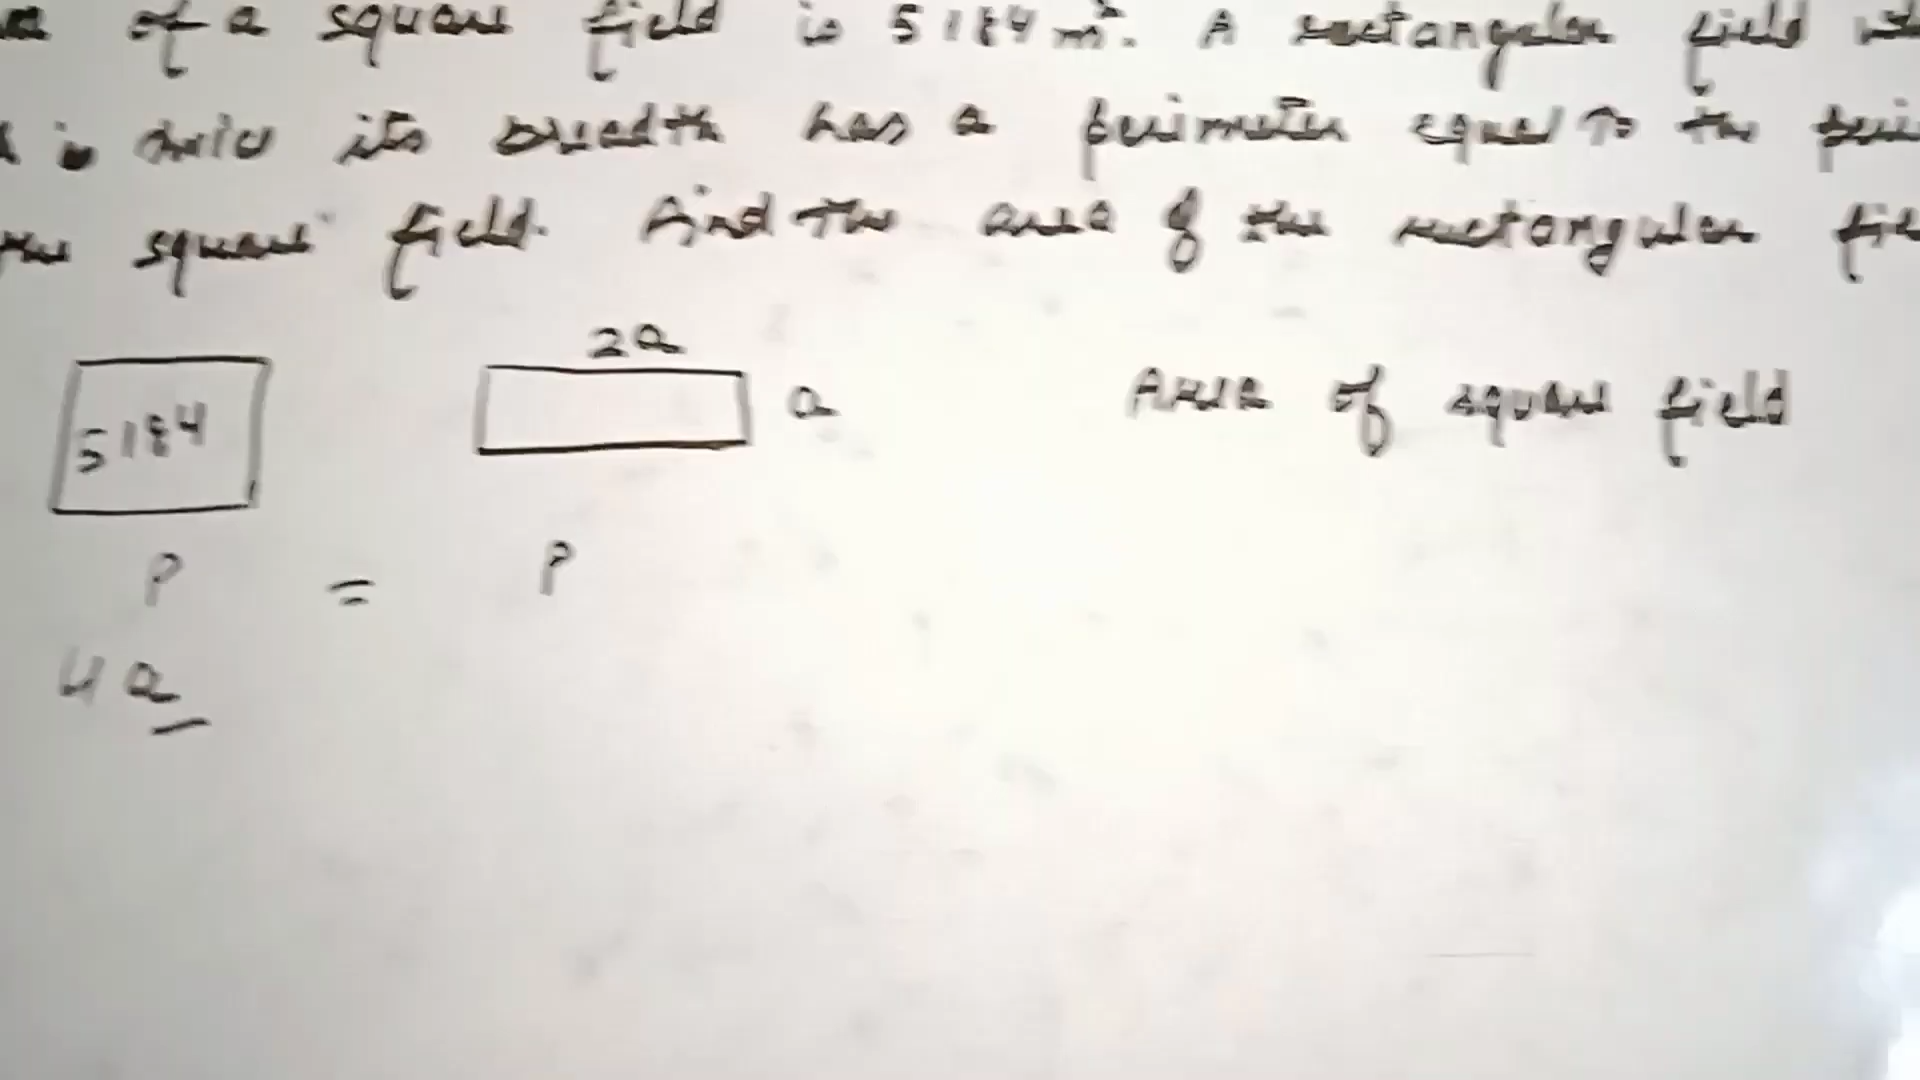 of a square field is 5184 m². A rectangular field
is twice its breadth has a perimeter equal to the
the square field. find the area of the rectangular
2a
5184
a
Area of square field
P = P
4a